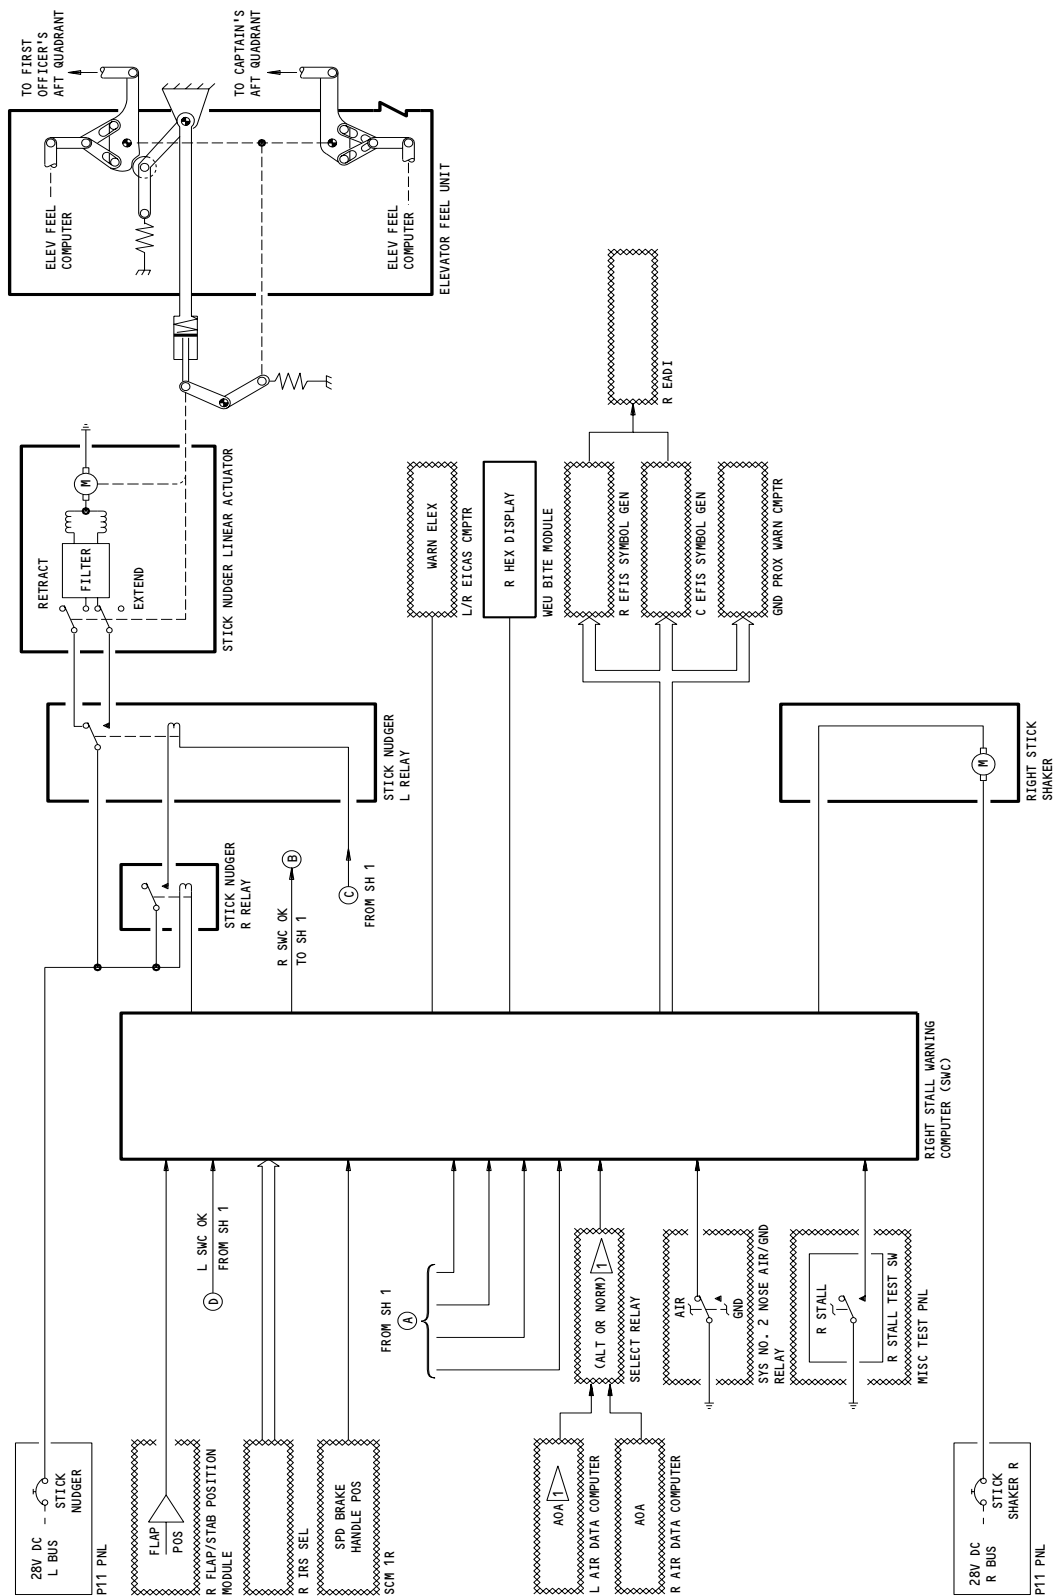 28V DC
L BUS
STICK
NUDGER
P11 PNL
FLAP
POS
R FLAP/STAB POSITION
MODULE
R IRS SEL
SPD BRAKE
HANDLE POS
SCM 1R
AOA 1
L AIR DATA COMPUTER
AOA
R AIR DATA COMPUTER
28V DC
R BUS
STICK
SHAKER R
P11 PNL
D
L SWC OK
FROM SH 1
FROM SH 1
A
(ALT OR NORM) 1
SELECT RELAY
AIR
GND
SYS NO. 2 NOSE AIR/GND
RELAY
R STALL
R STALL TEST SW
MISC TEST PNL
RIGHT STALL WARNING
COMPUTER (SWC)
STICK NUDGER
R RELAY
R SWC OK
TO SH 1
B
C
FROM SH 1
STICK NUDGER
L RELAY
RETRACT
FILTER
EXTEND
M
STICK NUDGER LINEAR ACTUATOR
WARN ELEX
L/R EICAS CMPTR
R HEX DISPLAY
WEU BITE MODULE
R EFIS SYMBOL GEN
C EFIS SYMBOL GEN
GND PROX WARN CMPTR
M
RIGHT STICK
SHAKER
R EADI
TO FIRST
OFFICER'S
AFT QUADRANT
TO CAPTAIN'S
AFT QUADRANT
ELEV FEEL
COMPUTER
ELEV FEEL
COMPUTER
ELEVATOR FEEL UNIT